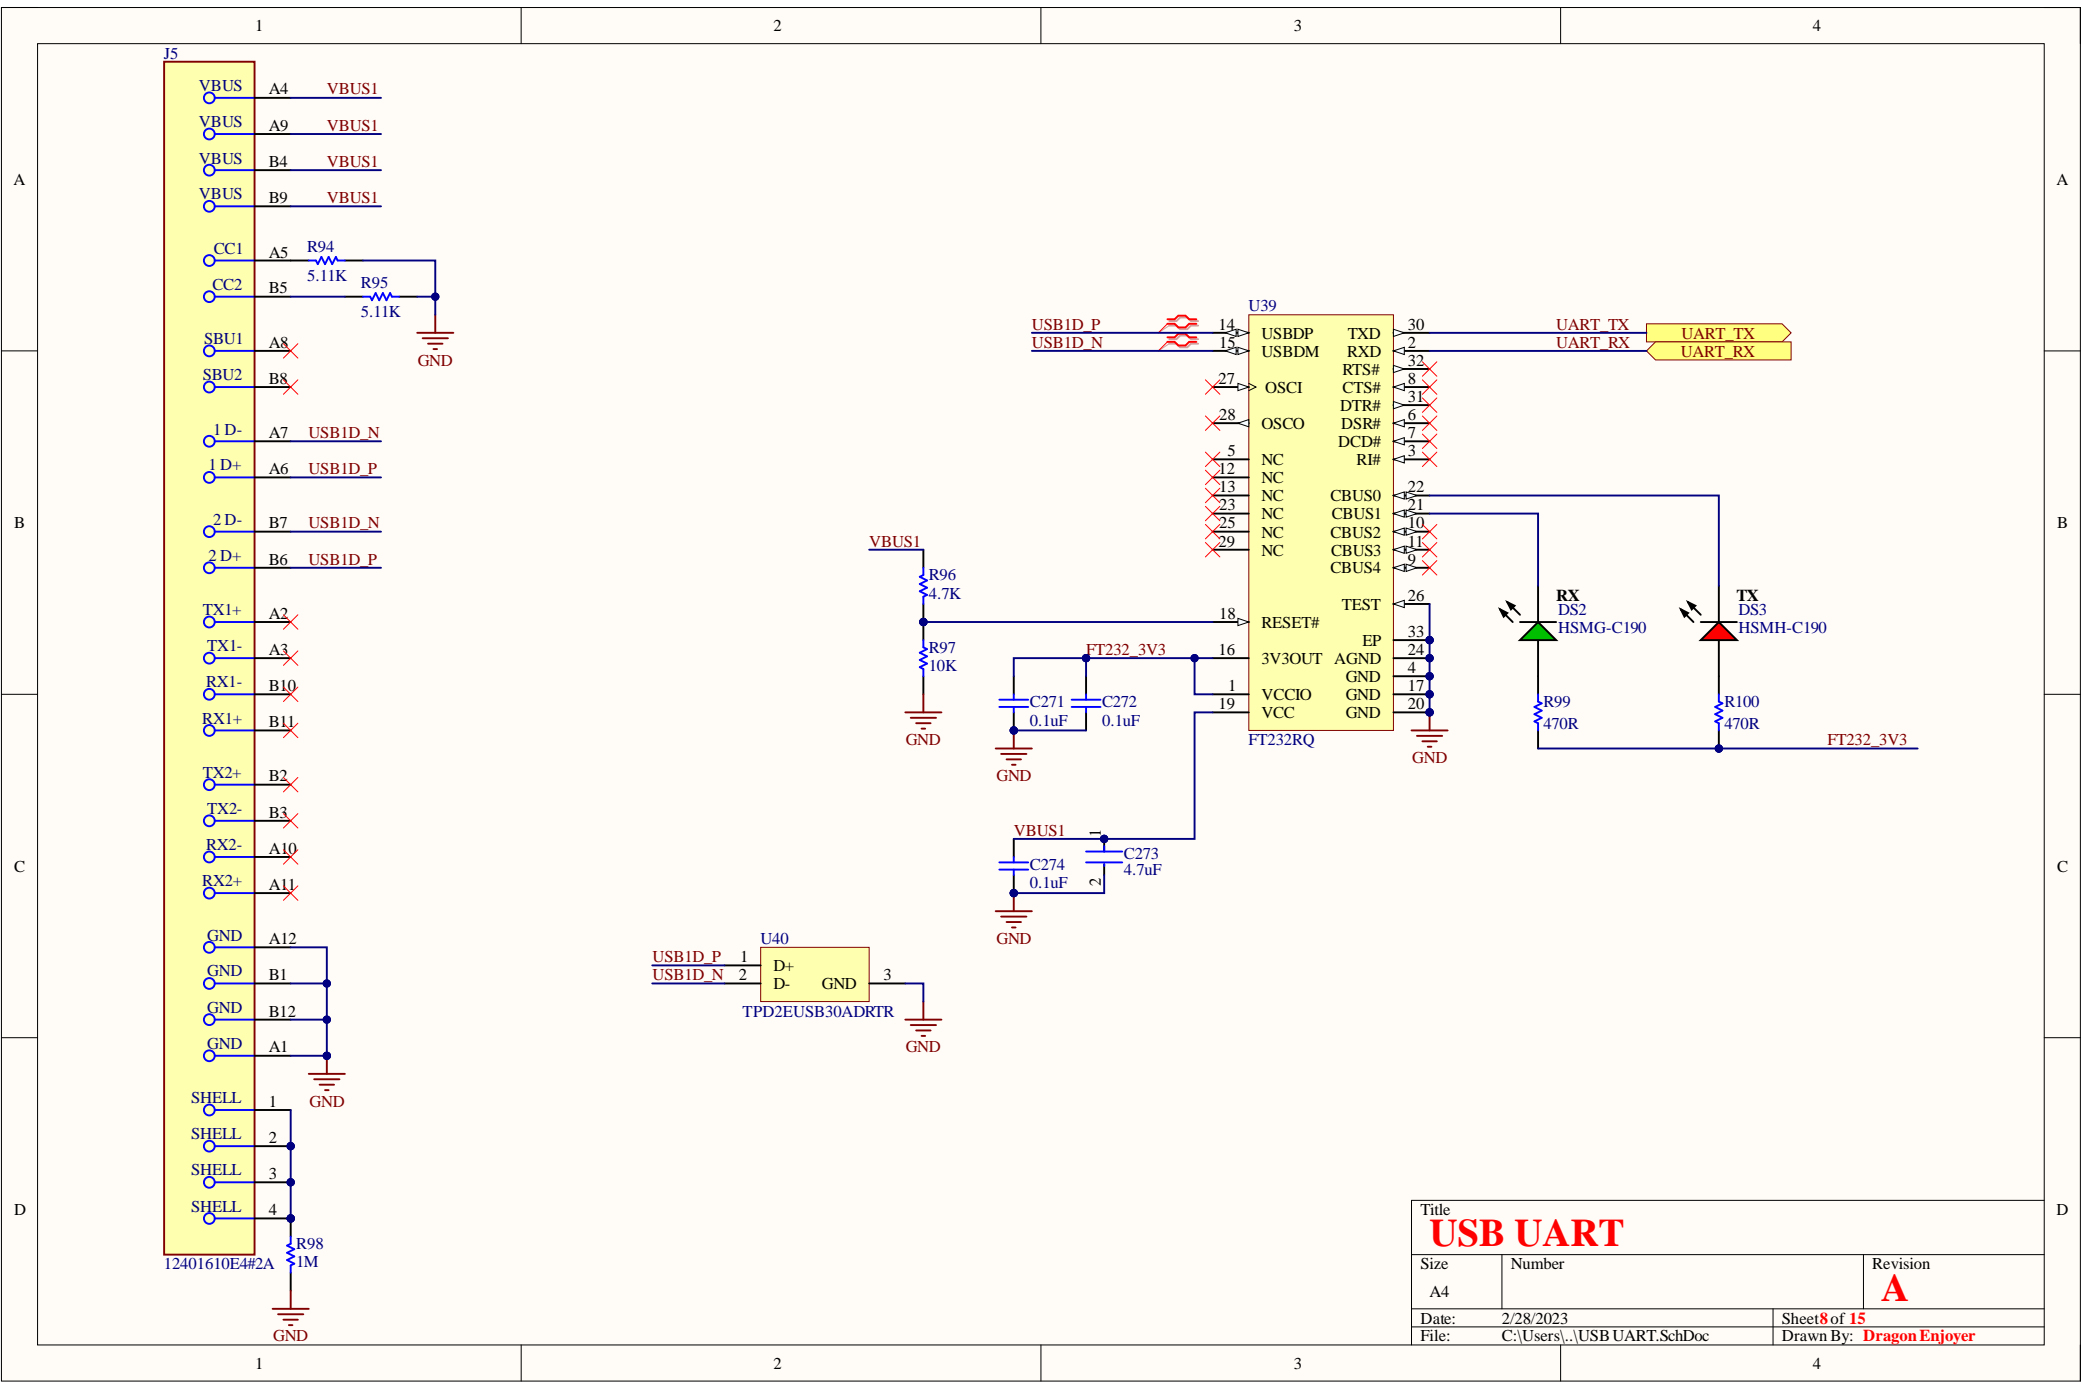 1 2 3 4
A
B
C
D
J5
VBUS A4 VBUS1
VBUS A9 VBUS1
VBUS B4 VBUS1
VBUS B9 VBUS1
CC1 A5 R94
5.11K
CC2 B5 R95
5.11K
GND
SBU1 A8
SBU2 B8
1 D- A7 USB1D_N
1 D+ A6 USB1D_P
2 D- B7 USB1D_N
2 D+ B6 USB1D_P
TX1+ A2
TX1- A3
RX1- B10
RX1+ B11
TX2+ B2
TX2- B3
RX2- A10
RX2+ A11
GND A12
GND B1
GND B12
GND A1
GND
SHELL 1
SHELL 2
SHELL 3
SHELL 4
R98
1M
12401610E4#2A
GND
U39
USB1D_P 14 USBDP TXD 30 UART_TX UART_TX
USB1D_N 15 USBDM RXD 2 UART_RX UART_RX
RTS# 32
27 OSCI CTS# 8
DTR# 31
28 OSCO DSR# 6
DCD# 7
5 NC RI# 3
12 NC
13 NC CBUS0 22
23 NC CBUS1 21
25 NC CBUS2 10
29 NC CBUS3 11
CBUS4 9
TEST 26
18 RESET#
EP 33
16 3V3OUT AGND 24
GND 4
1 VCCIO GND 17
19 VCC GND 20
FT232RQ
GND
VBUS1
R96
4.7K
R97
10K
GND
FT232_3V3
C271
0.1uF
C272
0.1uF
GND
VBUS1
C274
0.1uF
1
C273
4.7uF
2
GND
RX
DS2
HSMG-C190
TX
DS3
HSMH-C190
R99
470R
R100
470R
FT232_3V3
U40
USB1D_P 1 D+
USB1D_N 2 D- GND 3
TPD2EUSB30ADRTR
GND
A
B
C
D
Title
USB UART
Size Number Revision
A4 A
Date: 2/28/2023 Sheet 8 of 15
File: C:\Users\..\USB UART.SchDoc Drawn By: Dragon Enjoyer
1 2 3 4